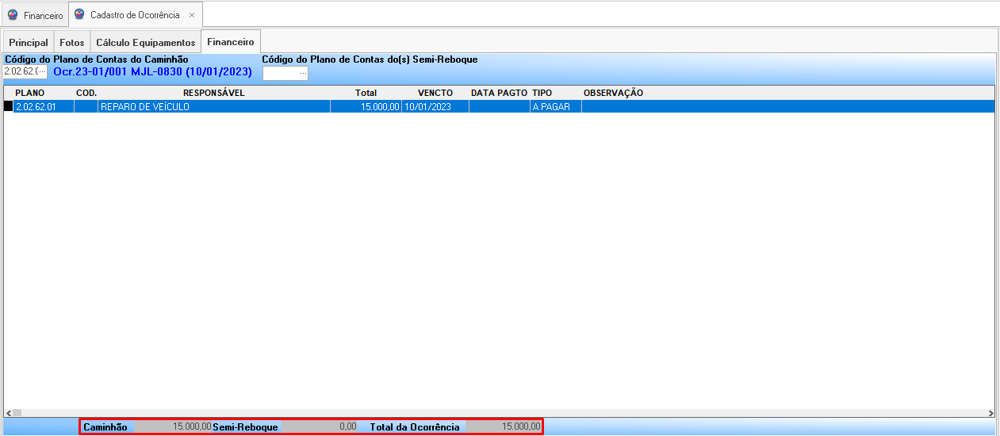 Financeiro Cadastro de Ocorrência ×
Principal Fotos Cálculo Equipamentos Financeiro
Código do Plano de Contas do Caminhão Código do Plano de Contas do(s) Semi-Reboque
2.02.62.( ... Ocr.23-01/001 MJL-0830 (10/01/2023) ...
PLANO COD. RESPONSÁVEL Total VENCTO DATA PAGTO TIPO OBSERVAÇÃO
2.02.62.01 REPARO DE VEÍCULO 15.000,00 10/01/2023 A PAGAR
Caminhão 15.000,00 Semi-Reboque 0,00 Total da Ocorrência 15.000,00